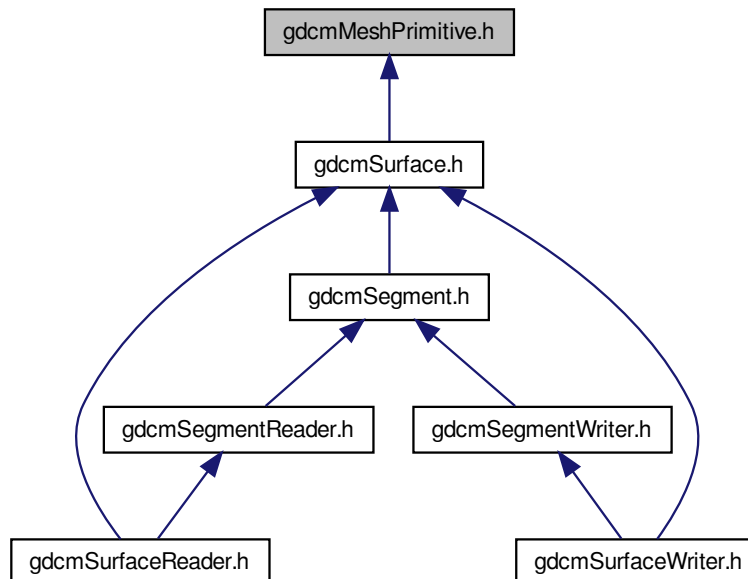 gdcmMeshPrimitive.h
gdcmSurface.h
gdcmSegment.h
gdcmSegmentReader.h
gdcmSegmentWriter.h
gdcmSurfaceReader.h
gdcmSurfaceWriter.h